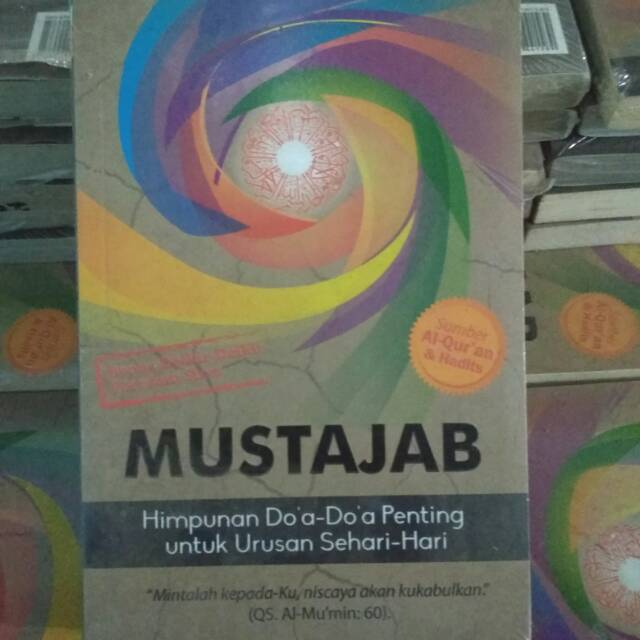 Sumber
Al-Qur'an
& Hadits
MUSTAJAB
Himpunan Do'a-Do'a Penting
untuk Urusan Sehari-Hari
"Mintalah kepada-Ku, niscaya akan kukabulkan."
(QS. Al-Mu'min: 60).